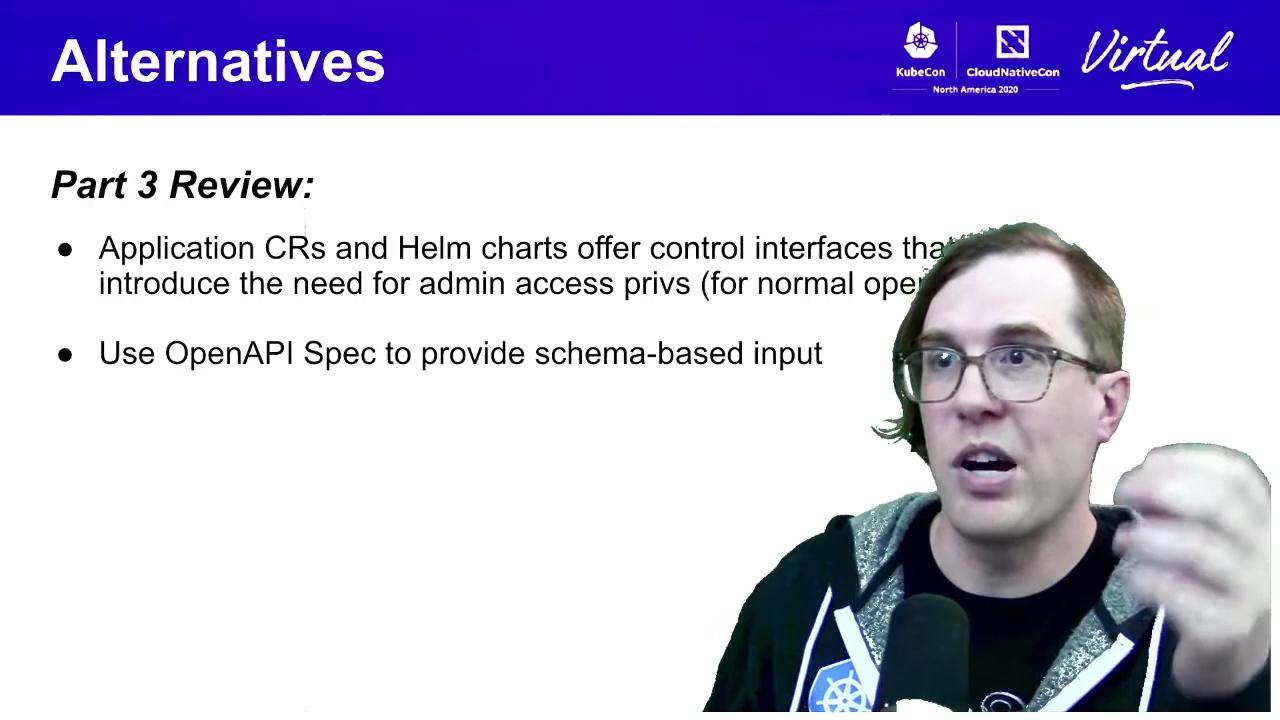 Alternatives
KubeCon
CloudNativeCon
North America 2020
Virtual
Part 3 Review:
● Application CRs and Helm charts offer control interfaces
introduce the need for admin access privs (for normal
● Use OpenAPI Spec to provide schema-based input